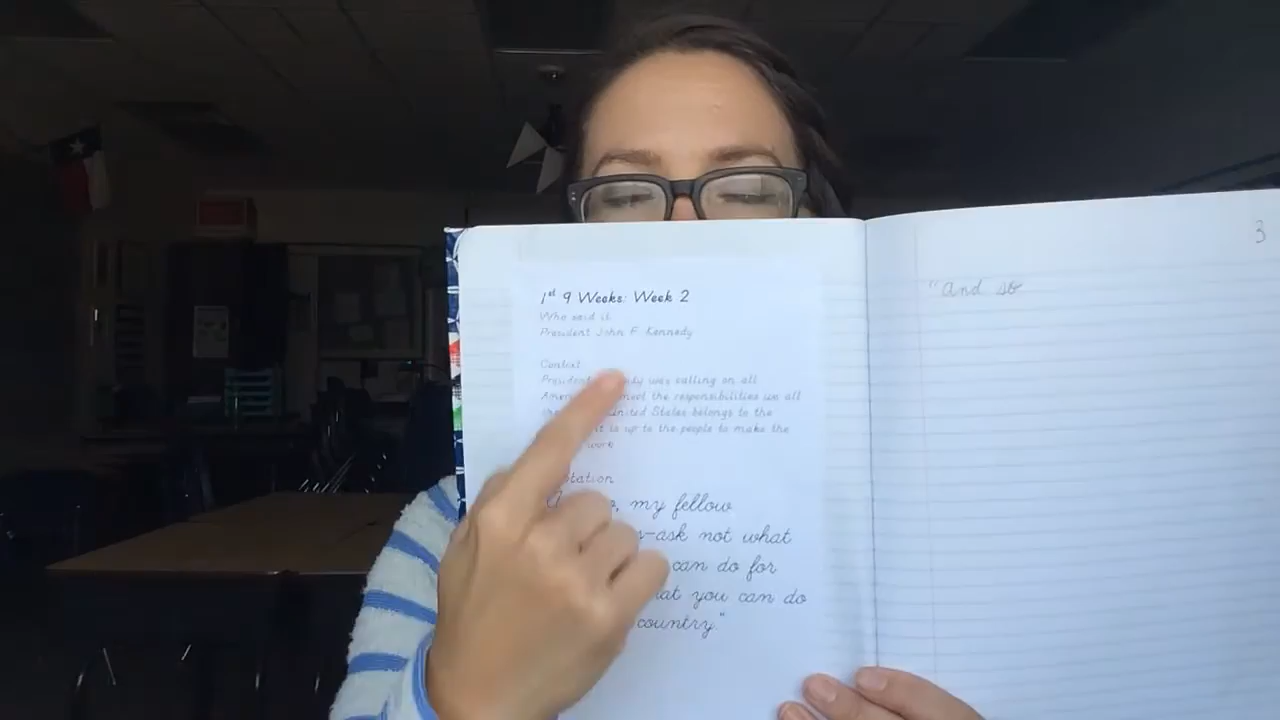 1st 9 Weeks: Week 2
Who said it
President John F. Kennedy
Context
President was calling on all
meet the responsibilities we all
United States belongs to the
it is up to the people to make the
work
my fellow
ask not what
can do for
you can do
country."
3
"and so